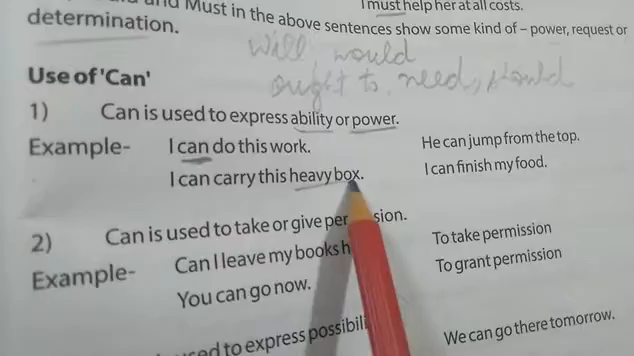 I must help her at all costs.
and Must in the above sentences show some kind of – power, request or
determination.
will, would
ought to, need, should
Use of 'Can'
1) Can is used to express ability or power.
Example- I can do this work. He can jump from the top.
I can carry this heavy box. I can finish my food.
2) Can is used to take or give per sion.
Example- Can I leave my books h To take permission
You can go now. To grant permission
used to express possibili We can go there tomorrow.